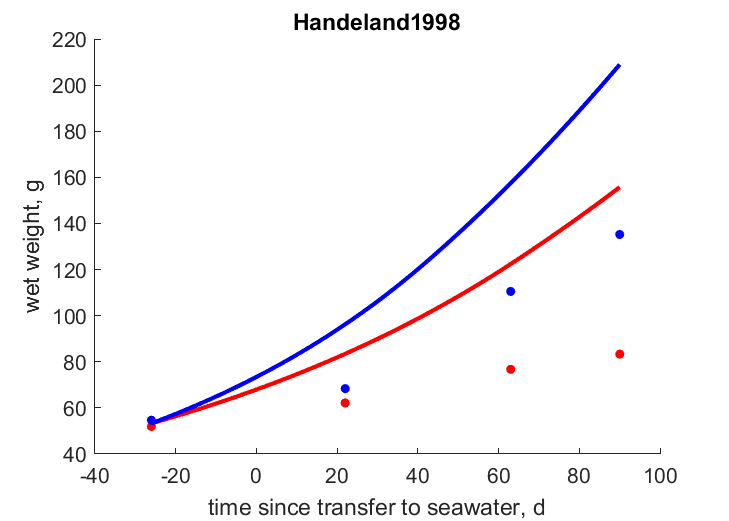 Handeland1998
220
200
180
160
140
120
100
80
60
40
wet weight, g
-40 -20 0 20 40 60 80 100
time since transfer to seawater, d